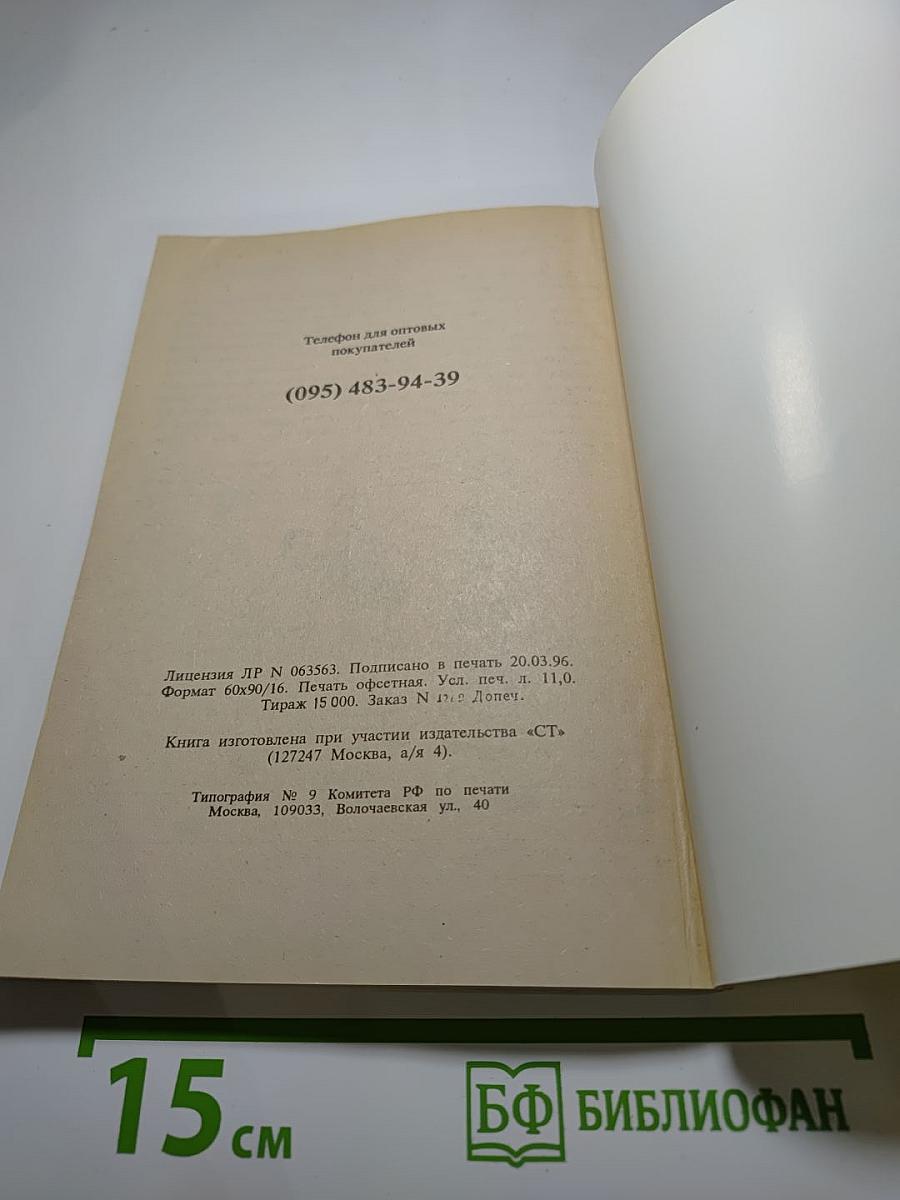 Телефон для оптовых
покупателей
(095) 483-94-39
Лицензия ЛР N 063563. Подписано в печать 20.03.96.
Формат 60х90/16. Печать офсетная. Усл. печ. л. 11,0.
Тираж 15 000. Заказ N Допеч.
Книга изготовлена при участии издательства «СТ»
(127247 Москва, а/я 4).
Типография № 9 Комитета РФ по печати
Москва, 109033, Волочаевская ул., 40
15 см
БФ БИБЛИОФАН